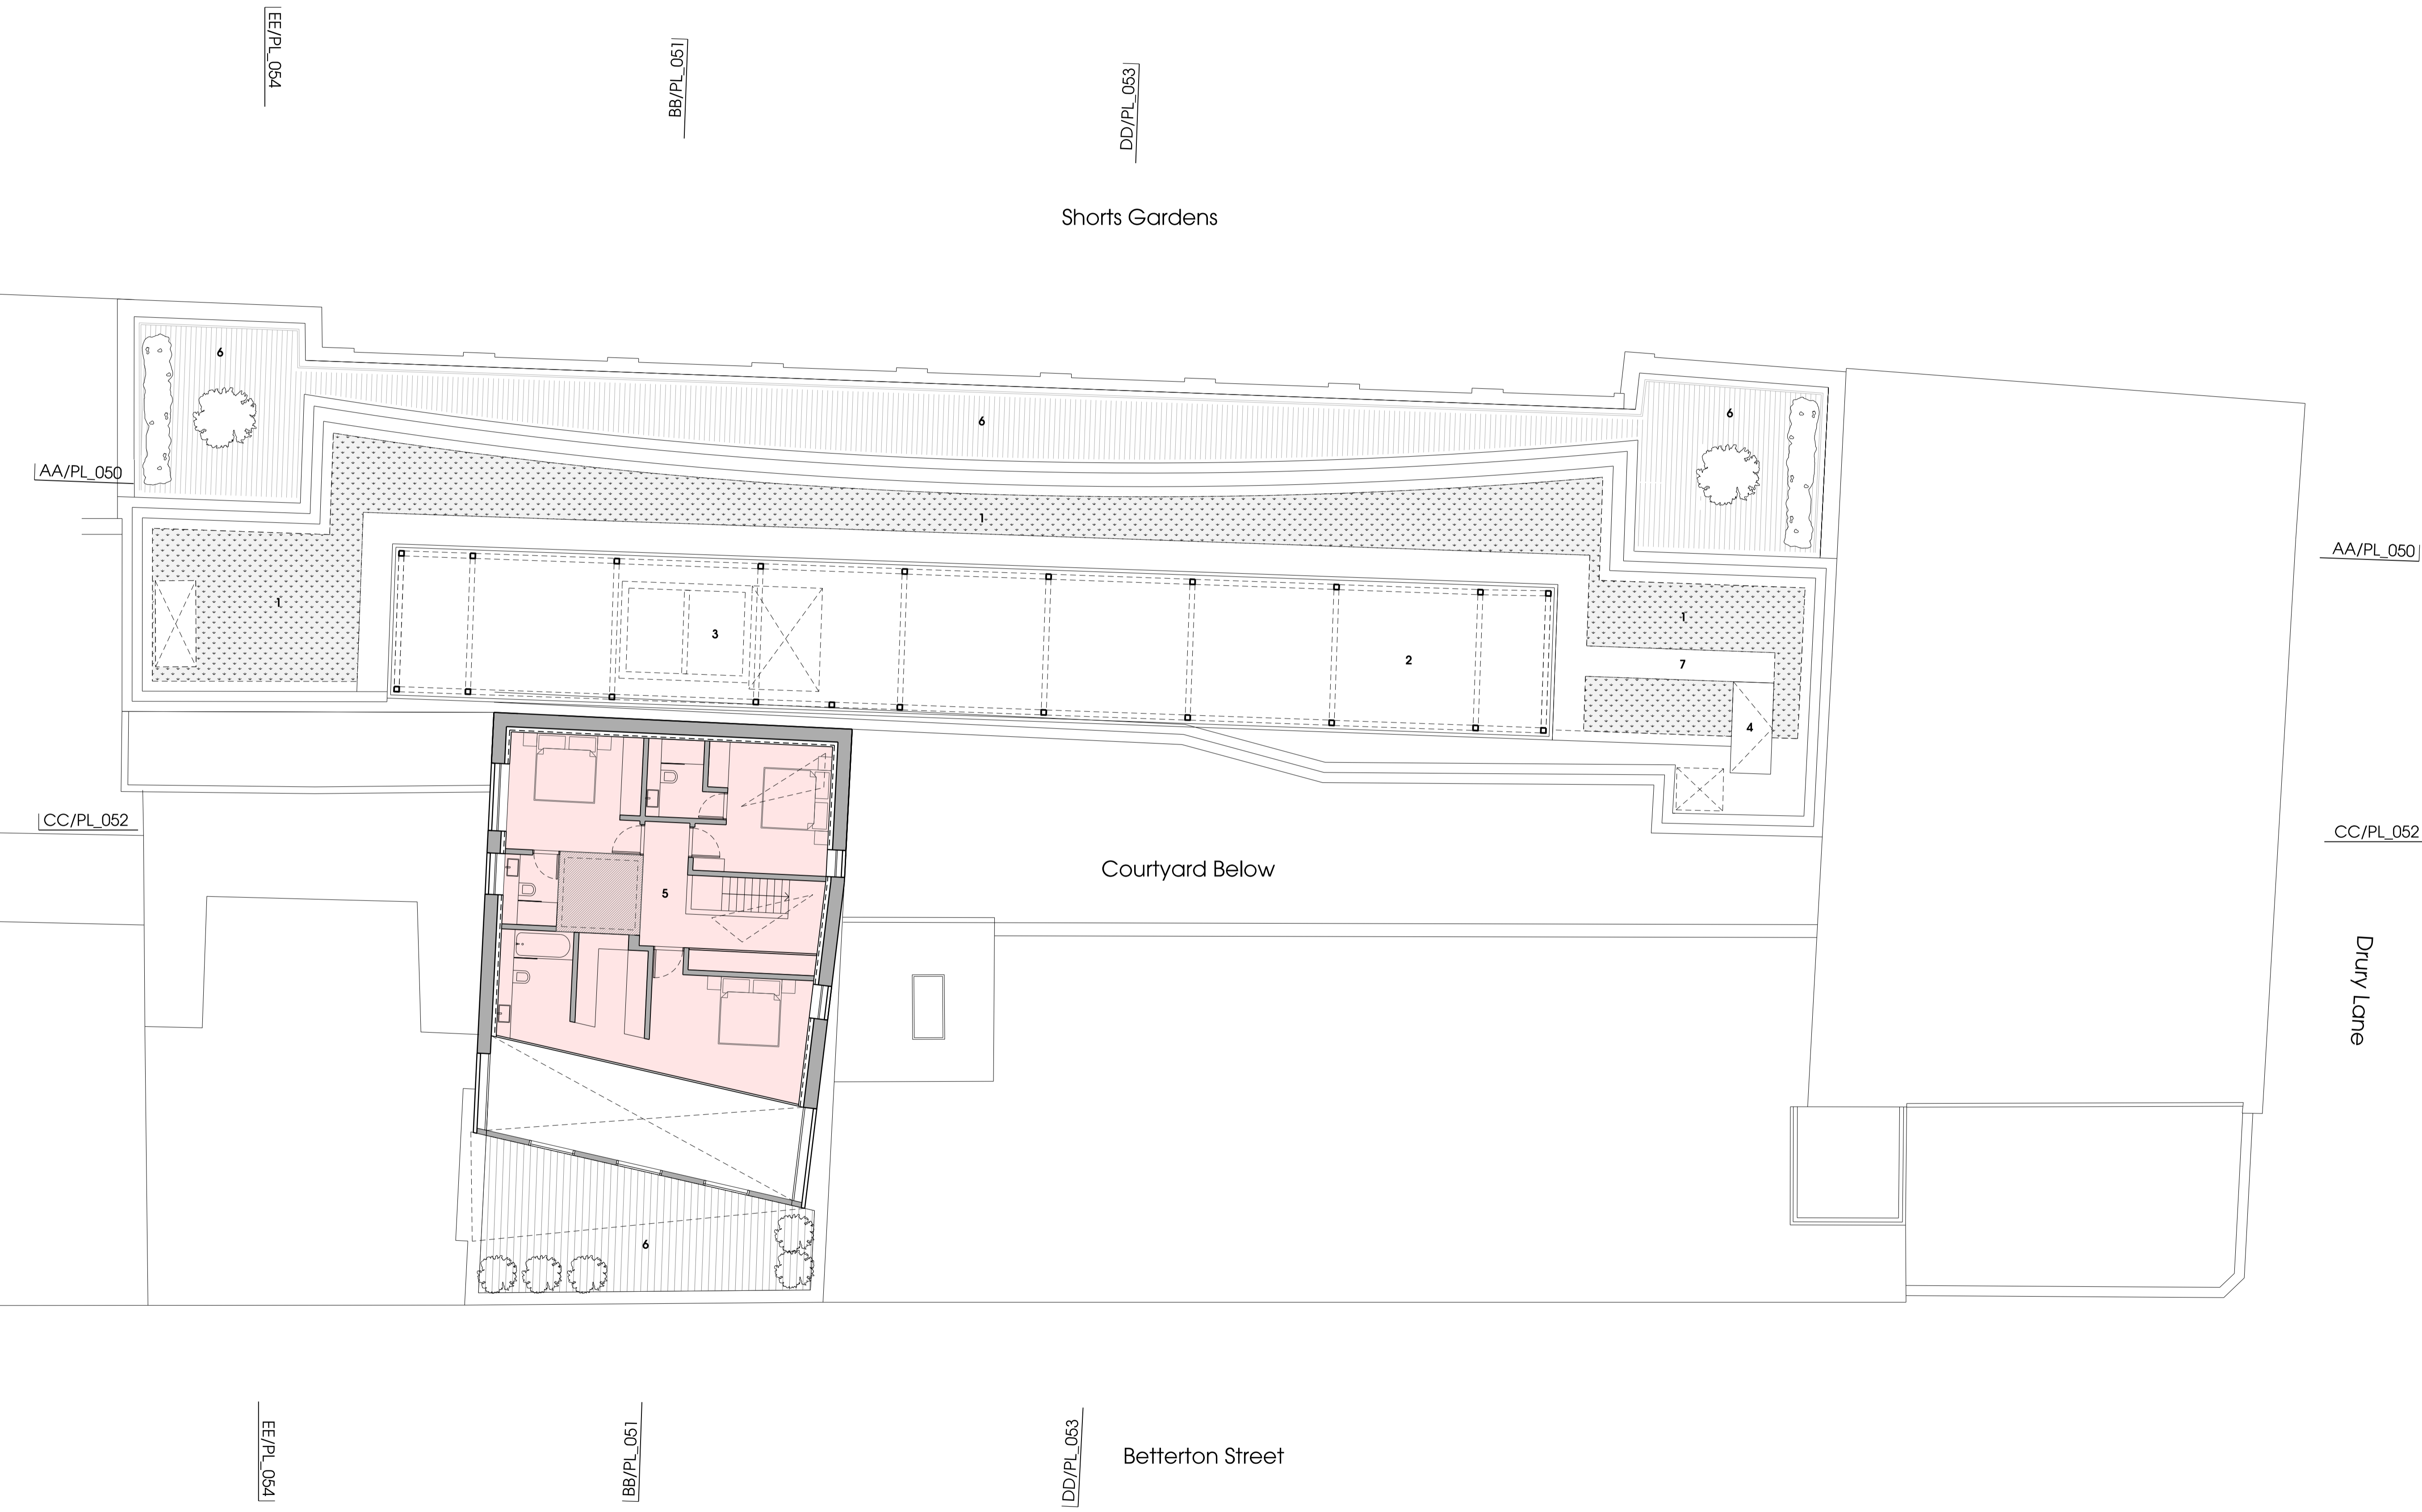 EE/PL_054
BB/PL_051
DD/PL_053
Shorts Gardens
6
6
6
AA/PL_050
1
AA/PL_050
1
1
3
2
7
4
CC/PL_052
CC/PL_052
Courtyard Below
5
Drury Lane
6
EE/PL_054
BB/PL_051
DD/PL_053
Betterton Street